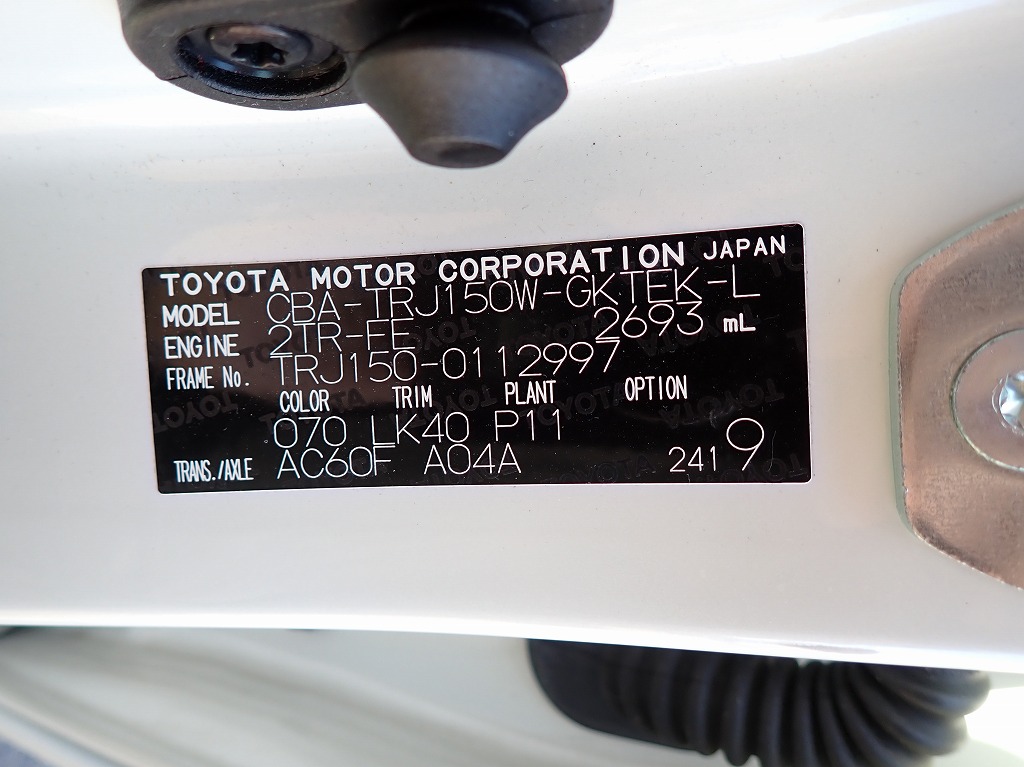 TOYOTA MOTOR CORPORATION JAPAN
MODEL CBA-TRJ150W-GKTEK-L
ENGINE 2TR-FE 2693 mL
FRAME No. TRJ150-0112997
COLOR TRIM PLANT OPTION
070 LK40 P11
TRANS./AXLE AC60F A04A 241 9